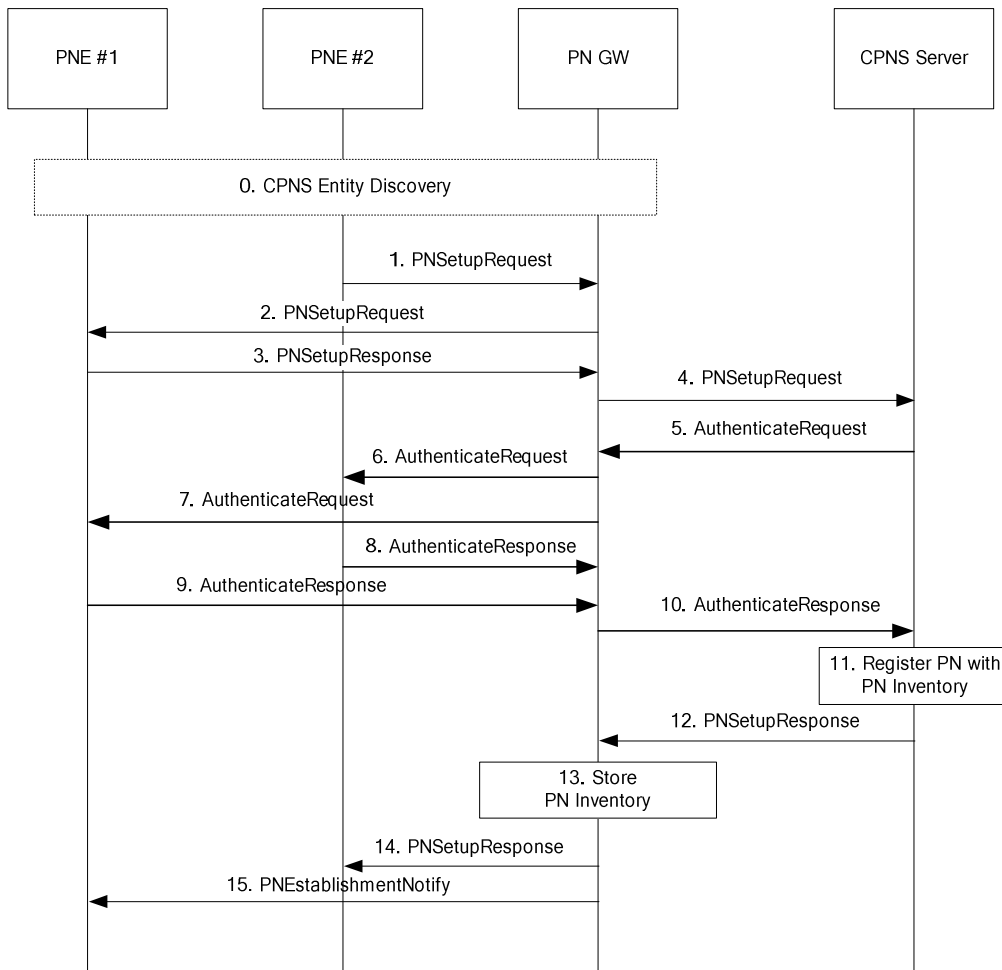 PNE #1
PNE #2
PN GW
CPNS Server
0. CPNS Entity Discovery
1. PNSetupRequest
2. PNSetupRequest
3. PNSetupResponse
4. PNSetupRequest
5. AuthenticateRequest
6. AuthenticateRequest
7. AuthenticateRequest
8. AuthenticateResponse
9. AuthenticateResponse
10. AuthenticateResponse
11. Register PN with
PN Inventory
12. PNSetupResponse
13. Store
PN Inventory
14. PNSetupResponse
15. PNEstablishmentNotify